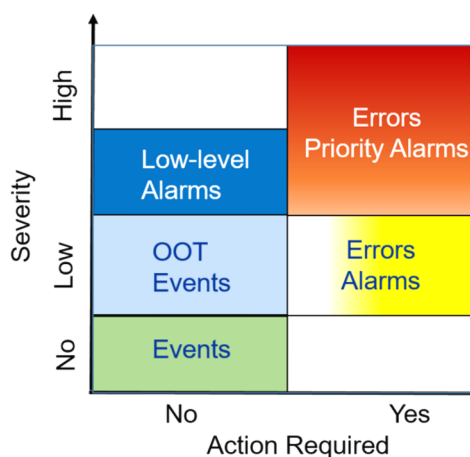 High
Errors
Priority Alarms
Low-level
Alarms
Severity
Low
OOT
Events
Errors
Alarms
No
Events
No
Yes
Action Required